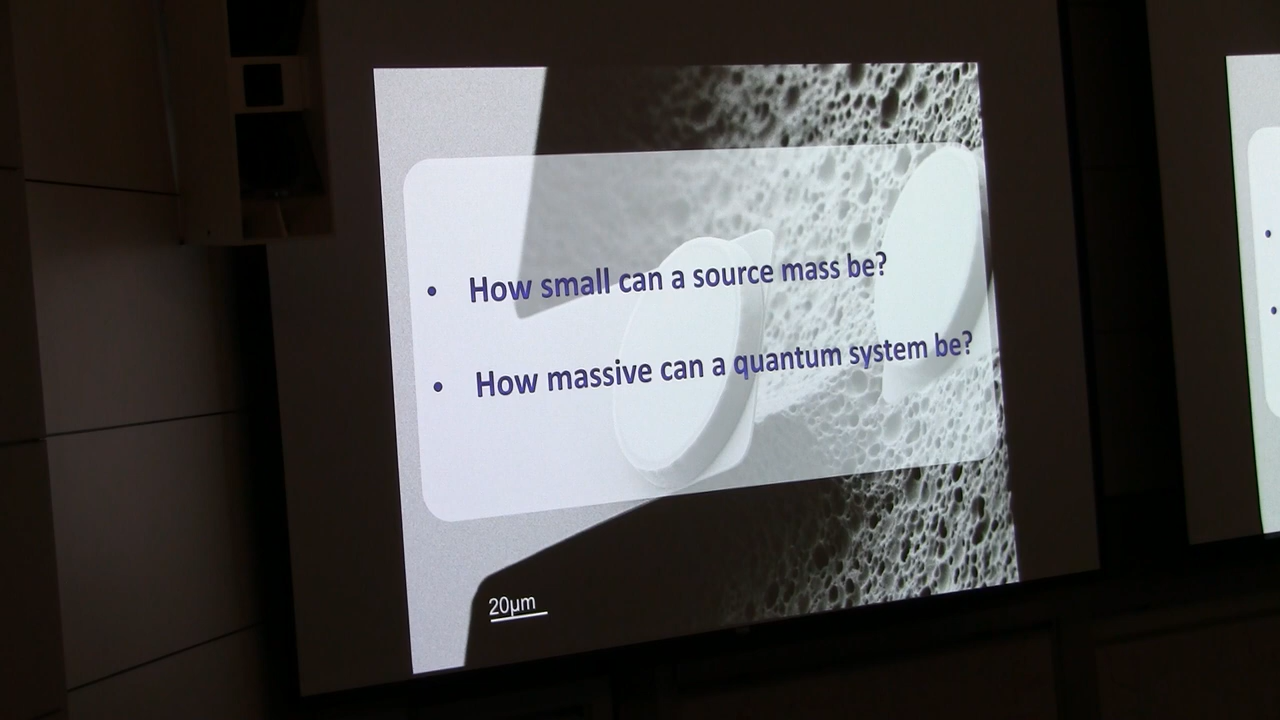 • How small can a source mass be?
• How massive can a quantum system be?
20µm